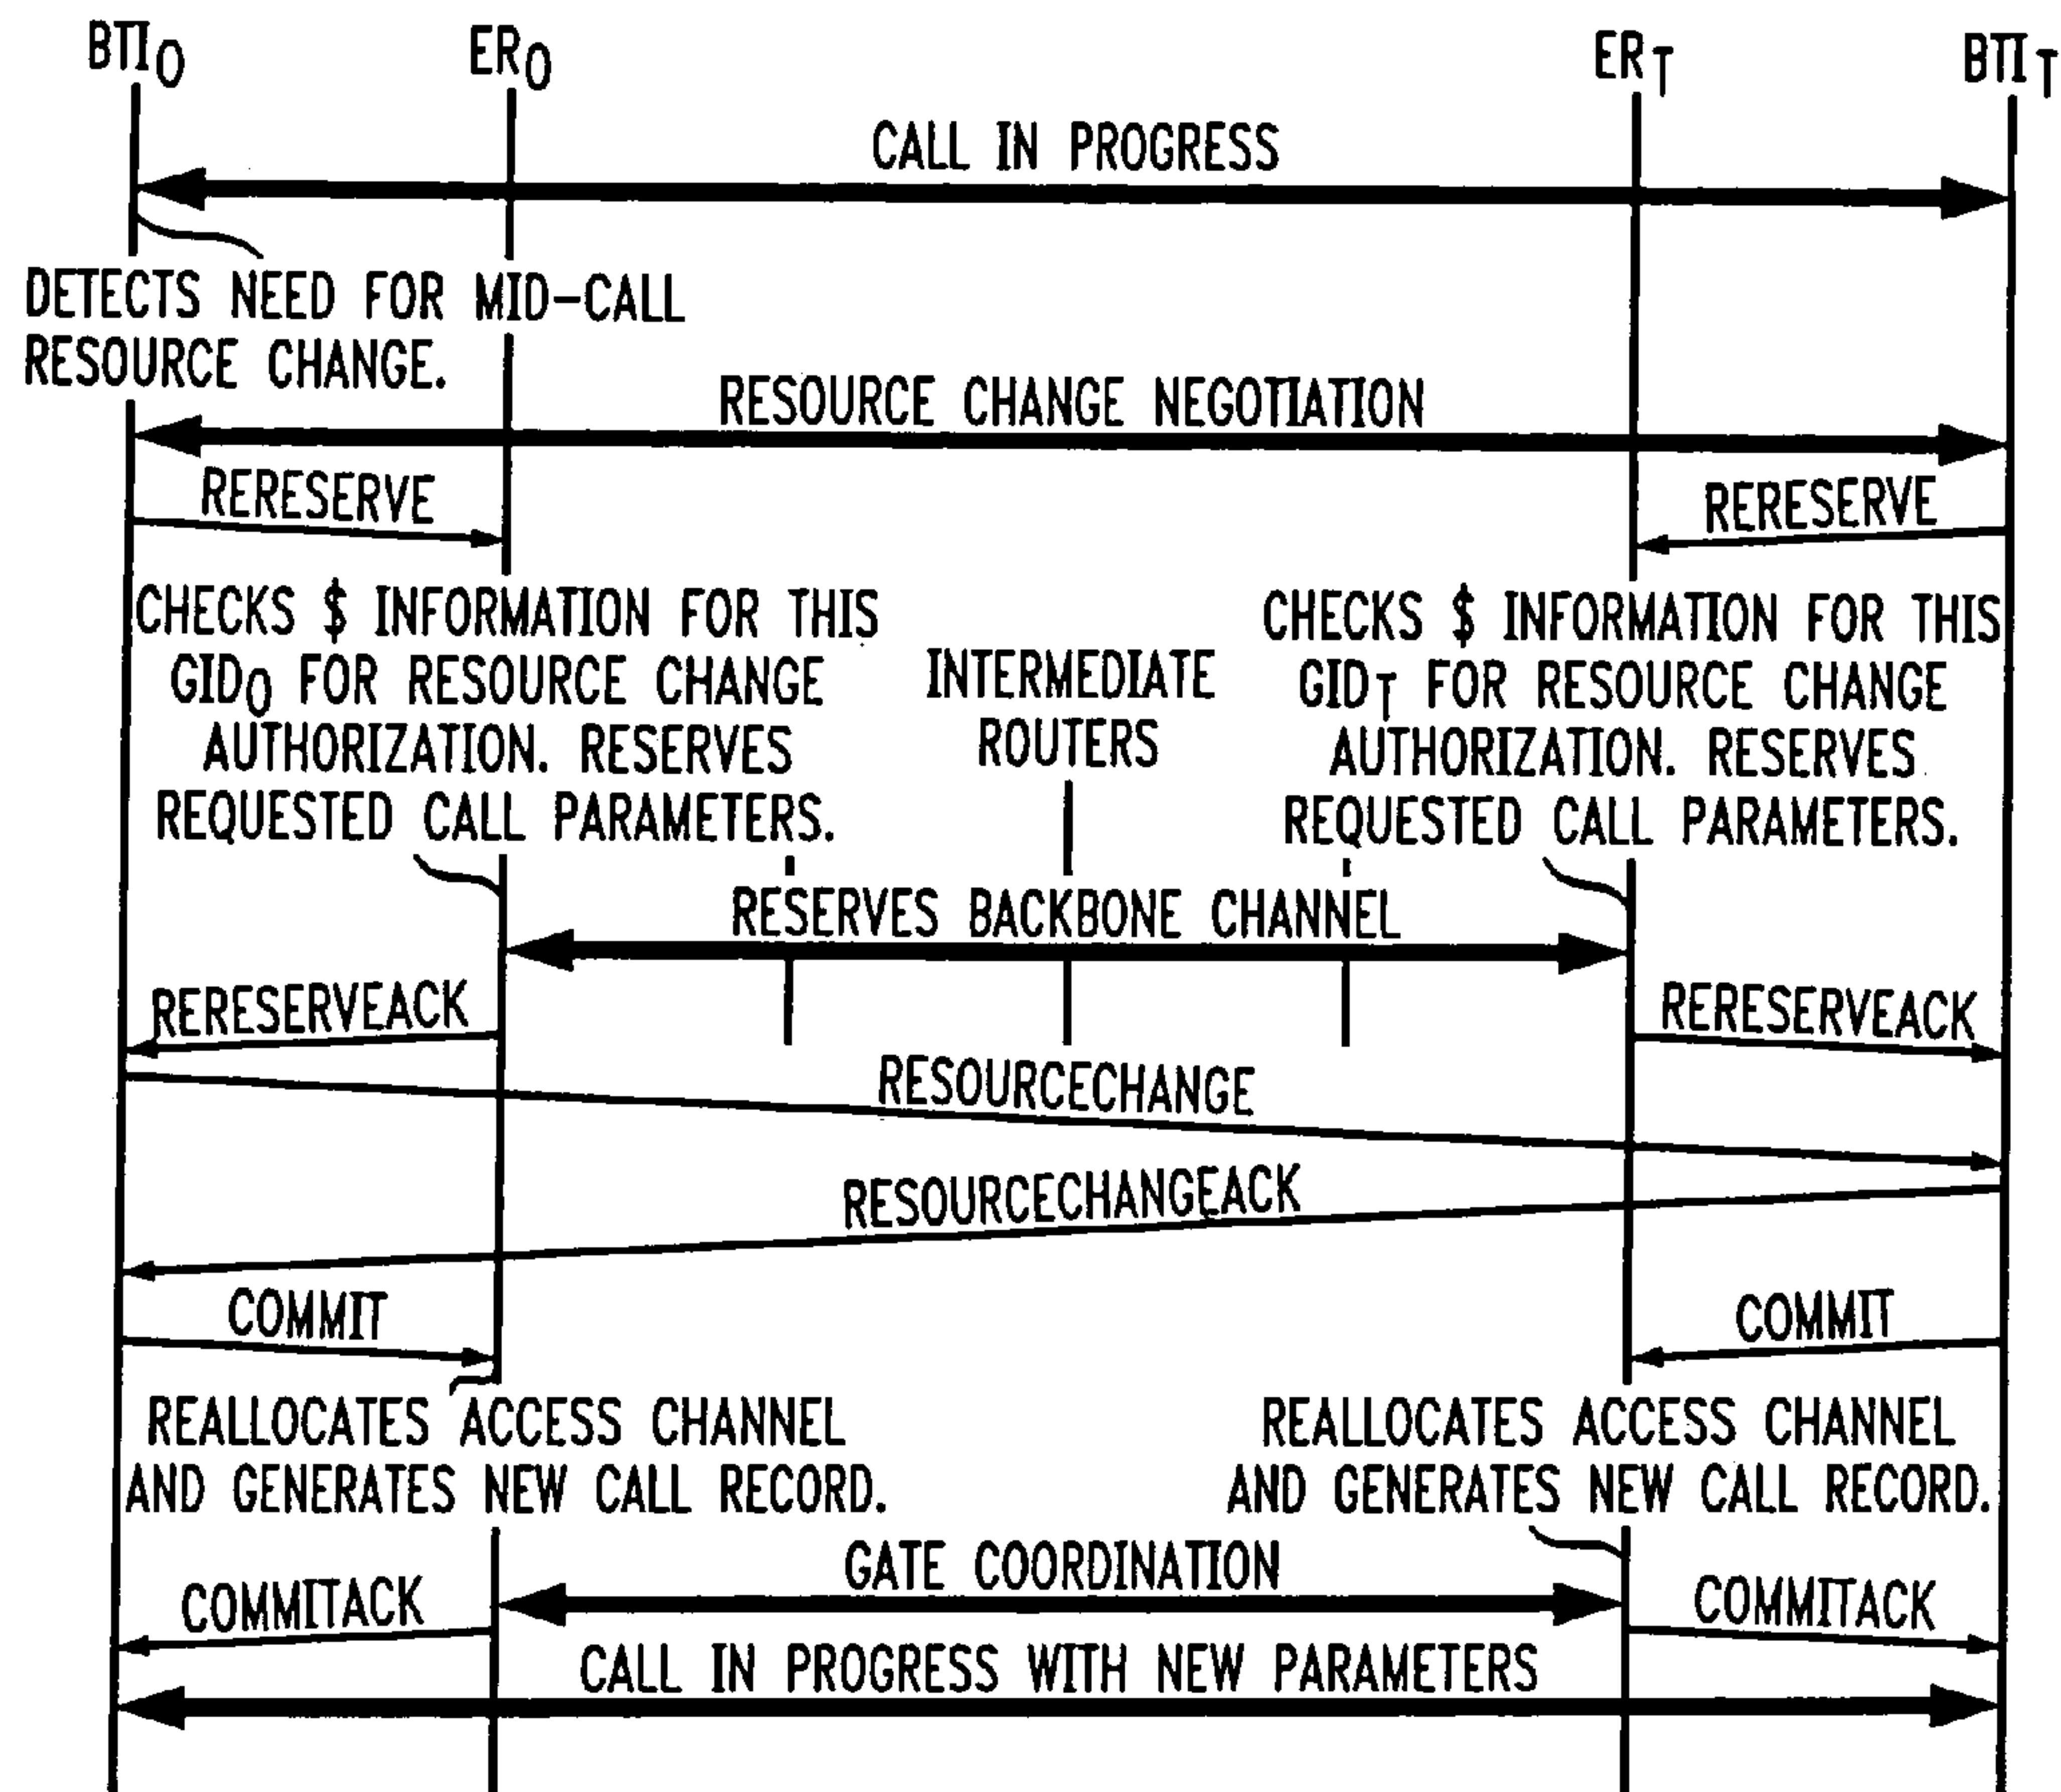 BTIO ERO ERT BTIT
CALL IN PROGRESS
DETECTS NEED FOR MID-CALL
RESOURCE CHANGE.
RESOURCE CHANGE NEGOTIATION
RERESERVE
RERESERVE
CHECKS $ INFORMATION FOR THIS
GIDO FOR RESOURCE CHANGE
AUTHORIZATION. RESERVES
REQUESTED CALL PARAMETERS.
INTERMEDIATE
ROUTERS
CHECKS $ INFORMATION FOR THIS
GIDT FOR RESOURCE CHANGE
AUTHORIZATION. RESERVES
REQUESTED CALL PARAMETERS.
RESERVES BACKBONE CHANNEL
RERESERVEACK
RERESERVEACK
RESOURCECHANGE
RESOURCECHANGEACK
COMMIT
COMMIT
REALLOCATES ACCESS CHANNEL
AND GENERATES NEW CALL RECORD.
REALLOCATES ACCESS CHANNEL
AND GENERATES NEW CALL RECORD.
GATE COORDINATION
COMMITACK
COMMITACK
CALL IN PROGRESS WITH NEW PARAMETERS